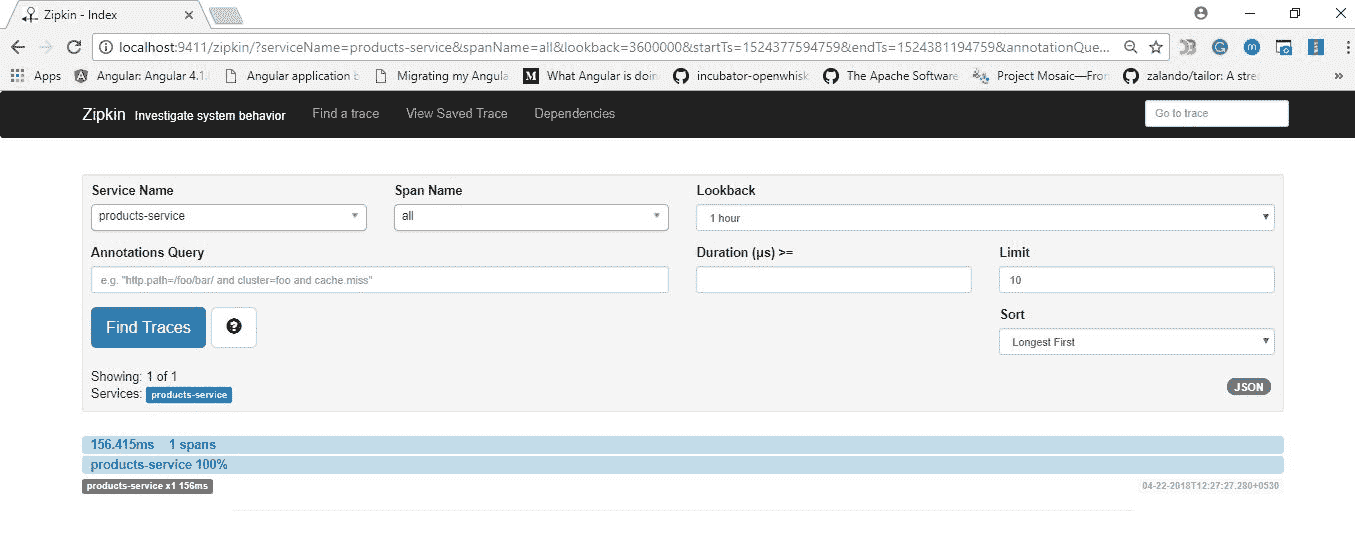 Zipkin - Index
localhost:9411/zipkin/?serviceName=products-service&spanName=all&lookback=3600000&startTs=1524377594759&endTs=1524381194759&annotationQue...
Apps Angular: Angular 4.1. Angular application b Migrating my Angula M What Angular is doin incubator-openwhisk The Apache Software Project Mosaic—Fron zalando/tailor: A stre »
Zipkin Investigate system behavior Find a trace View Saved Trace Dependencies Go to trace
Service Name Span Name Lookback
products-service all 1 hour
Annotations Query Duration (μs) >= Limit
e.g. "http.path=/foo/bar/ and cluster=foo and cache.miss" 10
Find Traces ? Sort
Longest First
Showing: 1 of 1
Services: products-service
JSON
156.415ms 1 spans
products-service 100%
products-service x1 156ms 04-22-2018T12:27:27.280+0530